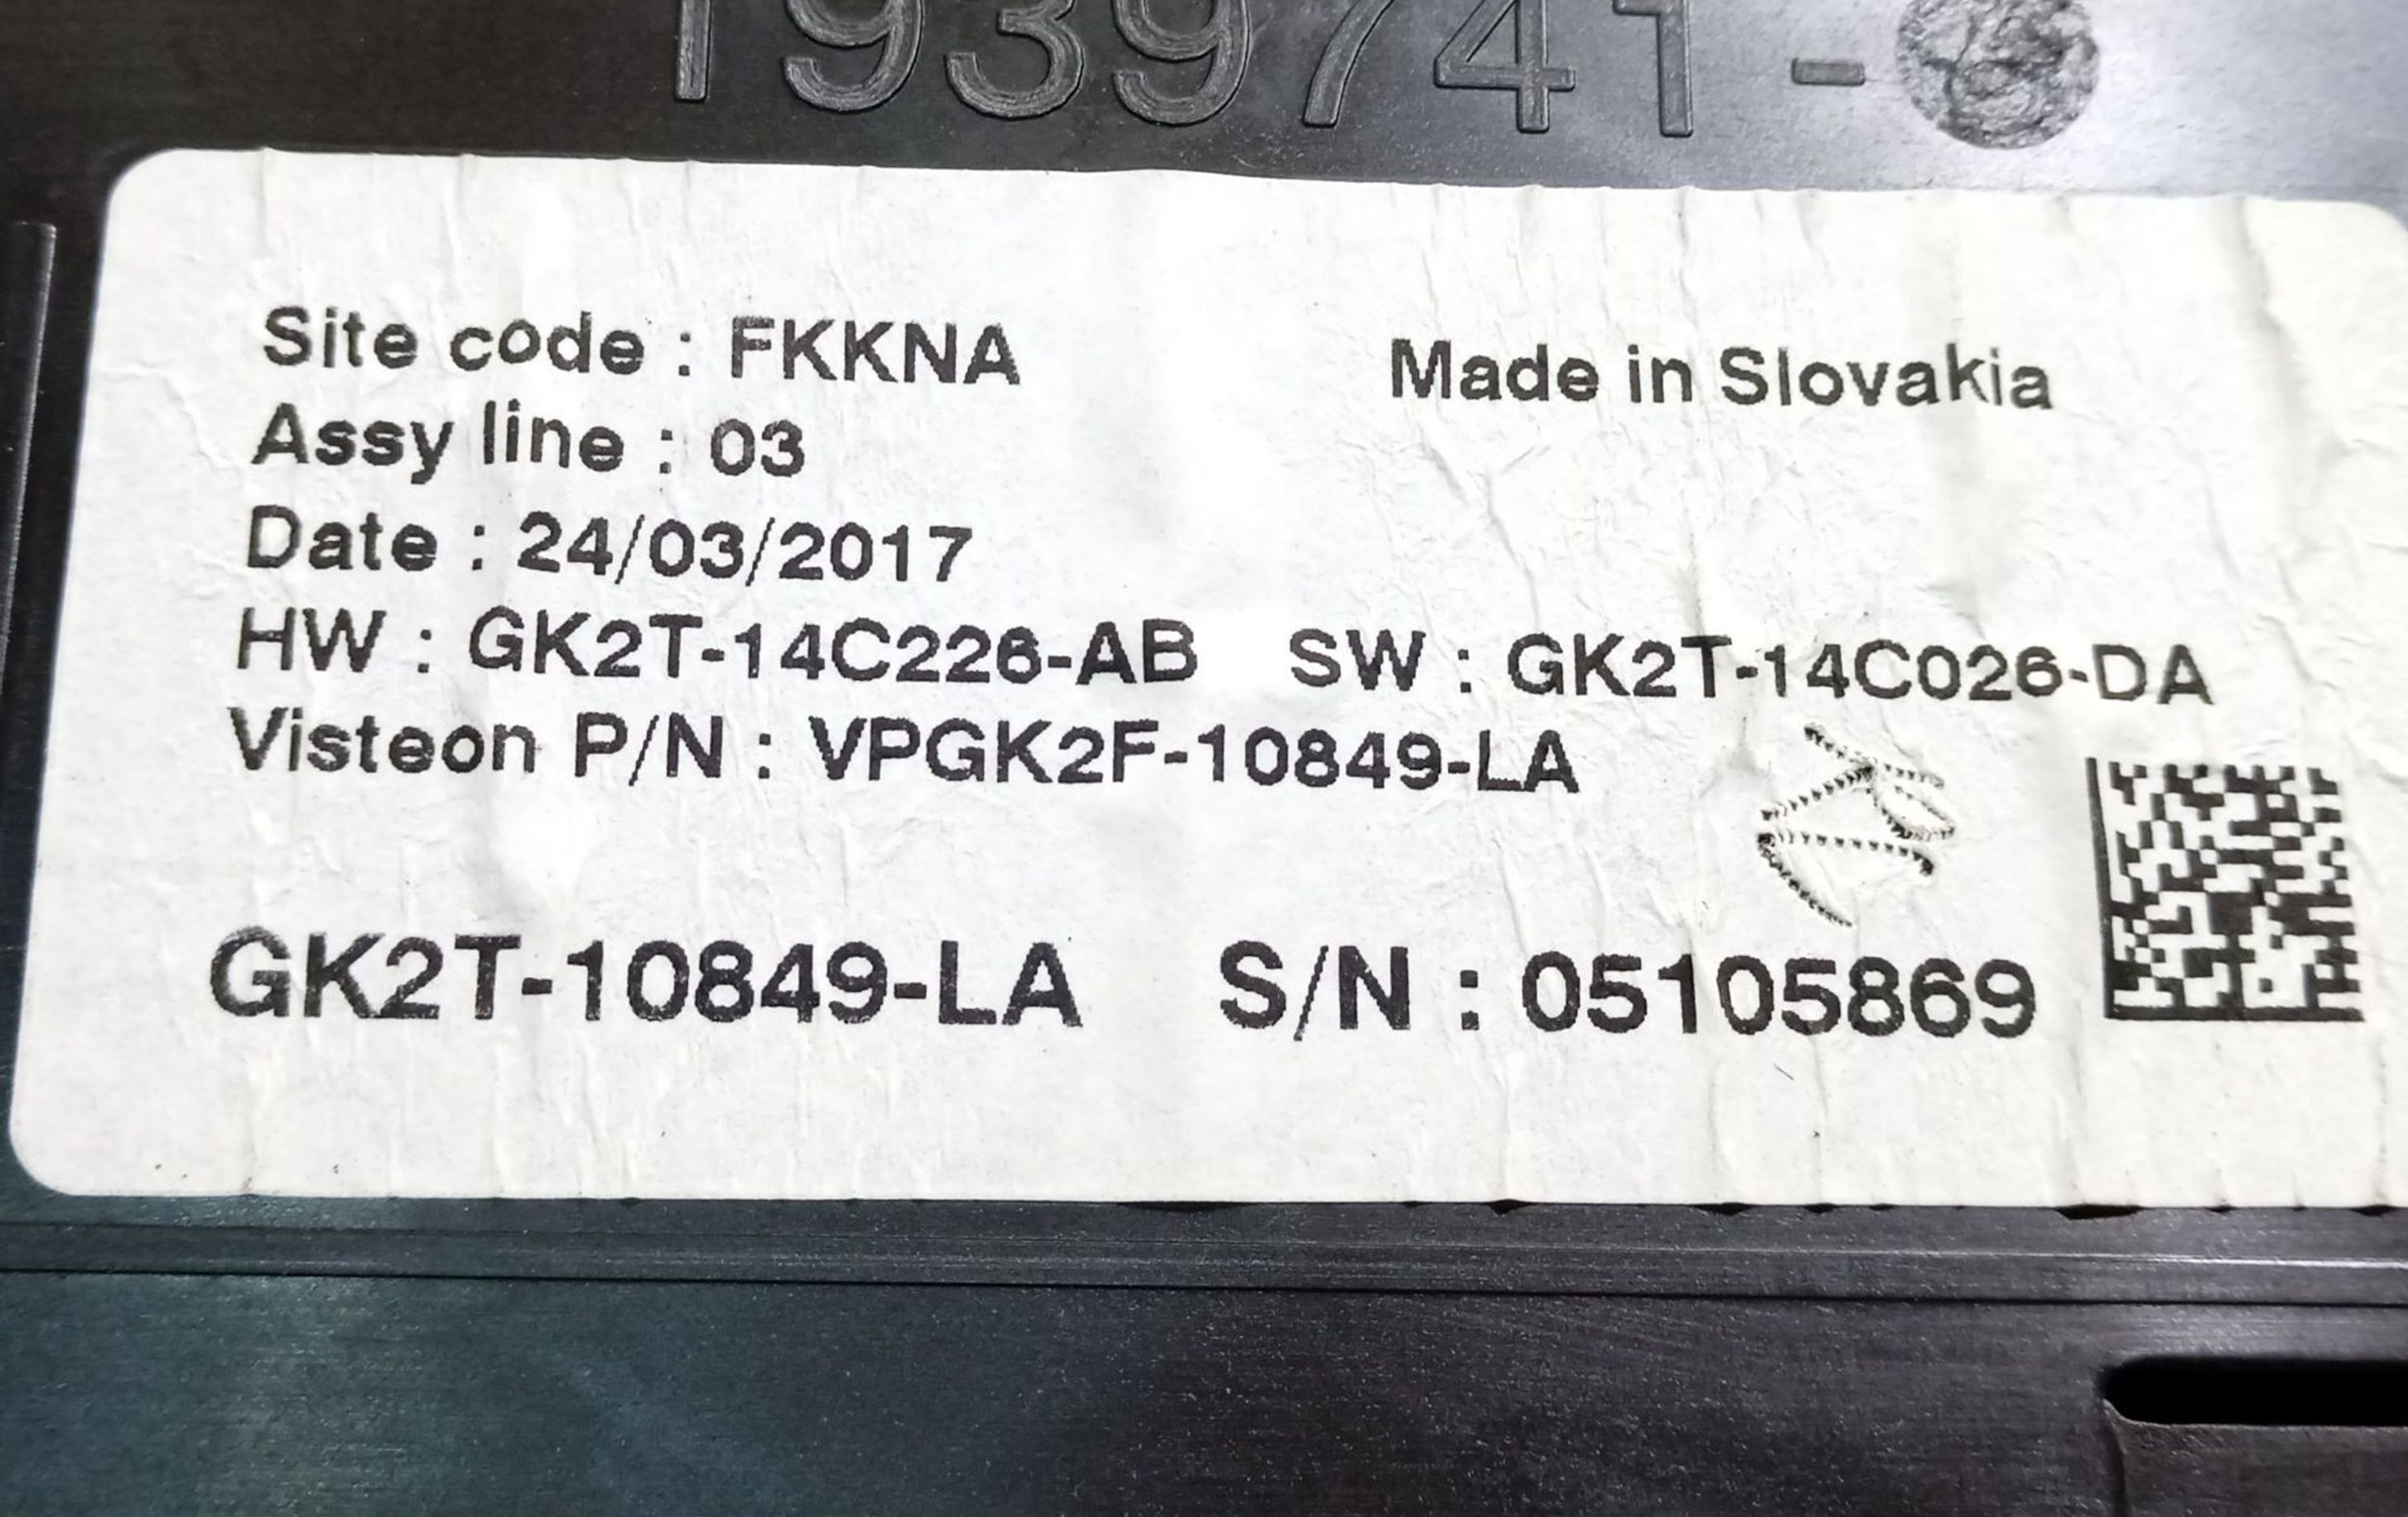 1939741-
Site code : FKKNA
Made in Slovakia
Assy line : 03
Date : 24/03/2017
HW : GK2T-14C226-AB SW : GK2T-14C026-DA
Visteon P/N : VPGK2F-10849-LA
GK2T-10849-LA S/N : 05105869